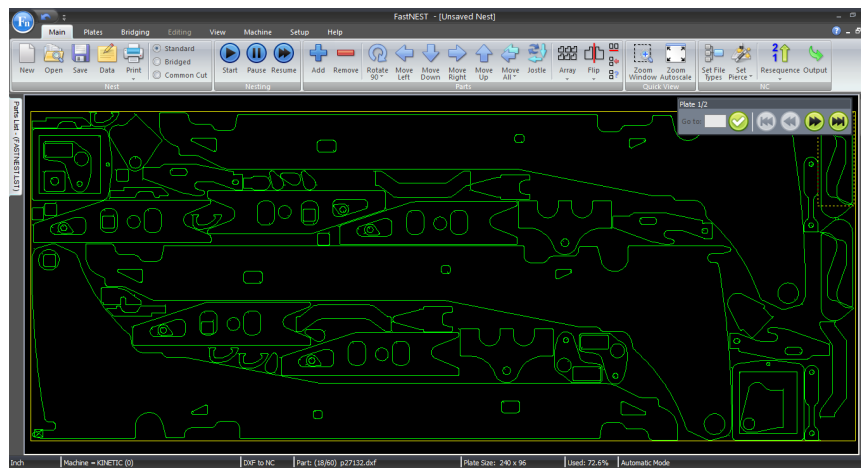 FastNEST - [Unsaved Nest]
Fn
Main Plates Bridging Editing View Machine Setup Help
New Open Save Data Print
Standard
Bridged
Common Cut
Nest
Start Pause Resume
Nesting
Add Remove Rotate 90° Move Left Move Down Move Right Move Up Move All Jostle Array Flip
Parts
Zoom Window Zoom Autoscale
Quick View
Set File Types Set Pierce Resequence Output
NC
Parts List - (FASTNEST.LST)
Plate 1/2
Go to:
Inch Machine = KINETIC (0) DXF to NC Part: (18/60) p27132.dxf Plate Size: 240 x 96 Used: 72.6% Automatic Mode